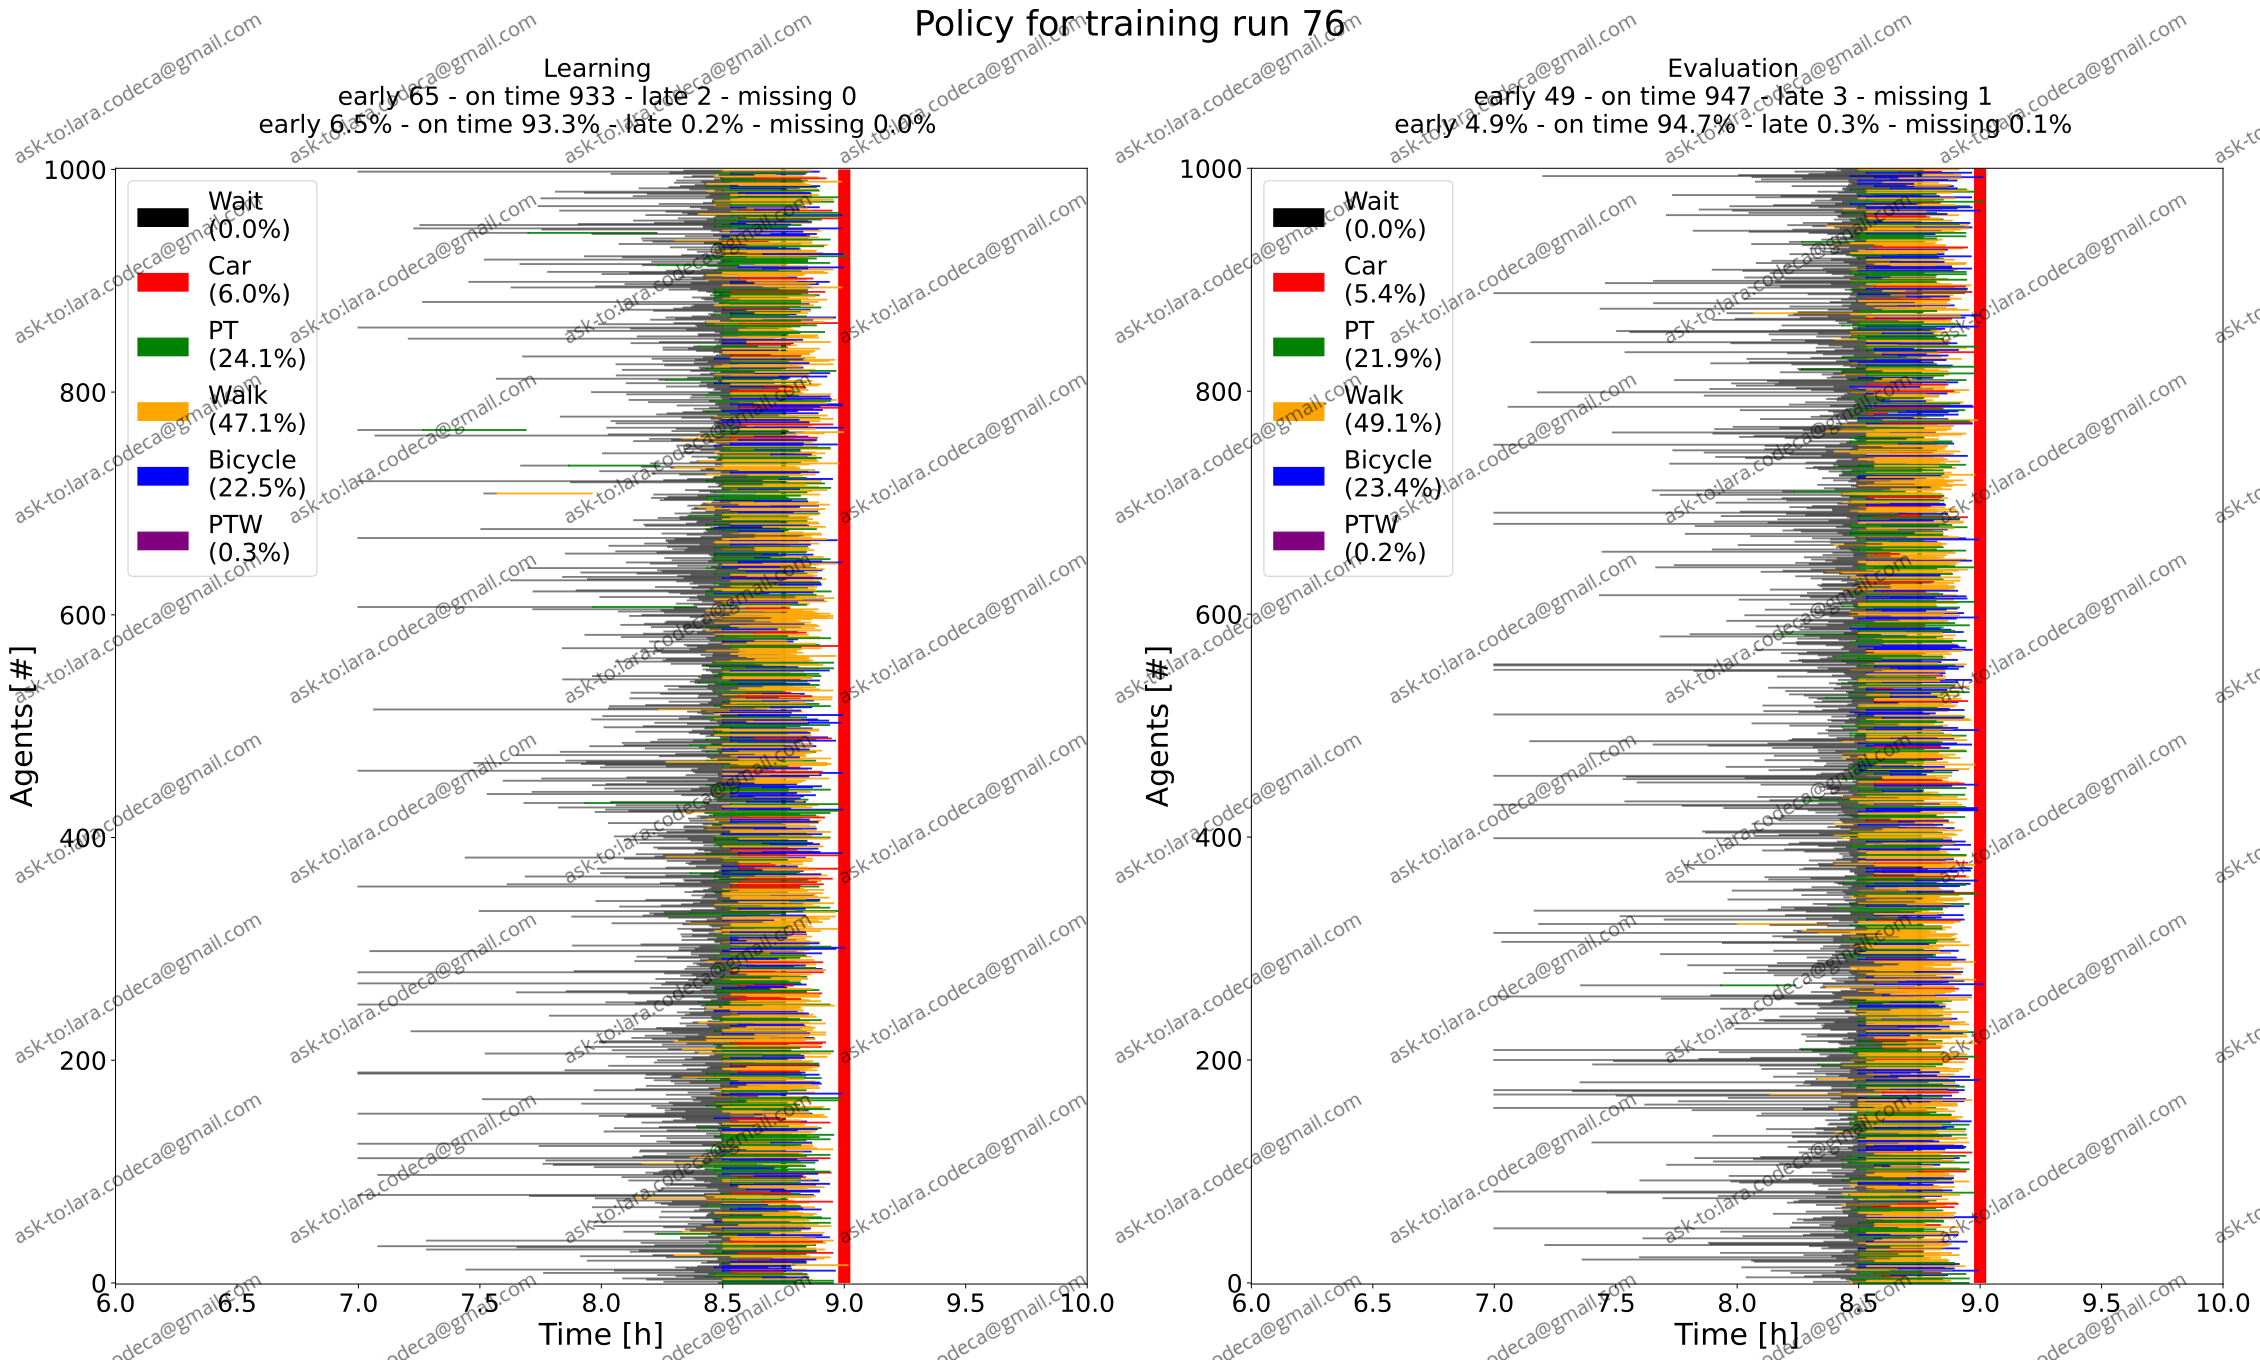 Policy for training run 76
Learning
early 65 - on time 933 - late 2 - missing 0
early 6.5% - on time 93.3% - late 0.2% - missing 0.0%
1000
800
600
400
200
0
Agents [#]
Wait
(0.0%)
Car
(6.0%)
PT
(24.1%)
Walk
(47.1%)
Bicycle
(22.5%)
PTW
(0.3%)
6.0 6.5 7.0 7.5 8.0 8.5 9.0 9.5 10.0
Time [h]
Evaluation
early 49 - on time 947 - late 3 - missing 1
early 4.9% - on time 94.7% - late 0.3% - missing 0.1%
1000
800
600
400
200
0
Agents [#]
Wait
(0.0%)
Car
(5.4%)
PT
(21.9%)
Walk
(49.1%)
Bicycle
(23.4%)
PTW
(0.2%)
6.0 6.5 7.0 7.5 8.0 8.5 9.0 9.5 10.0
Time [h]
ask-to:lara.codeca@gmail.com